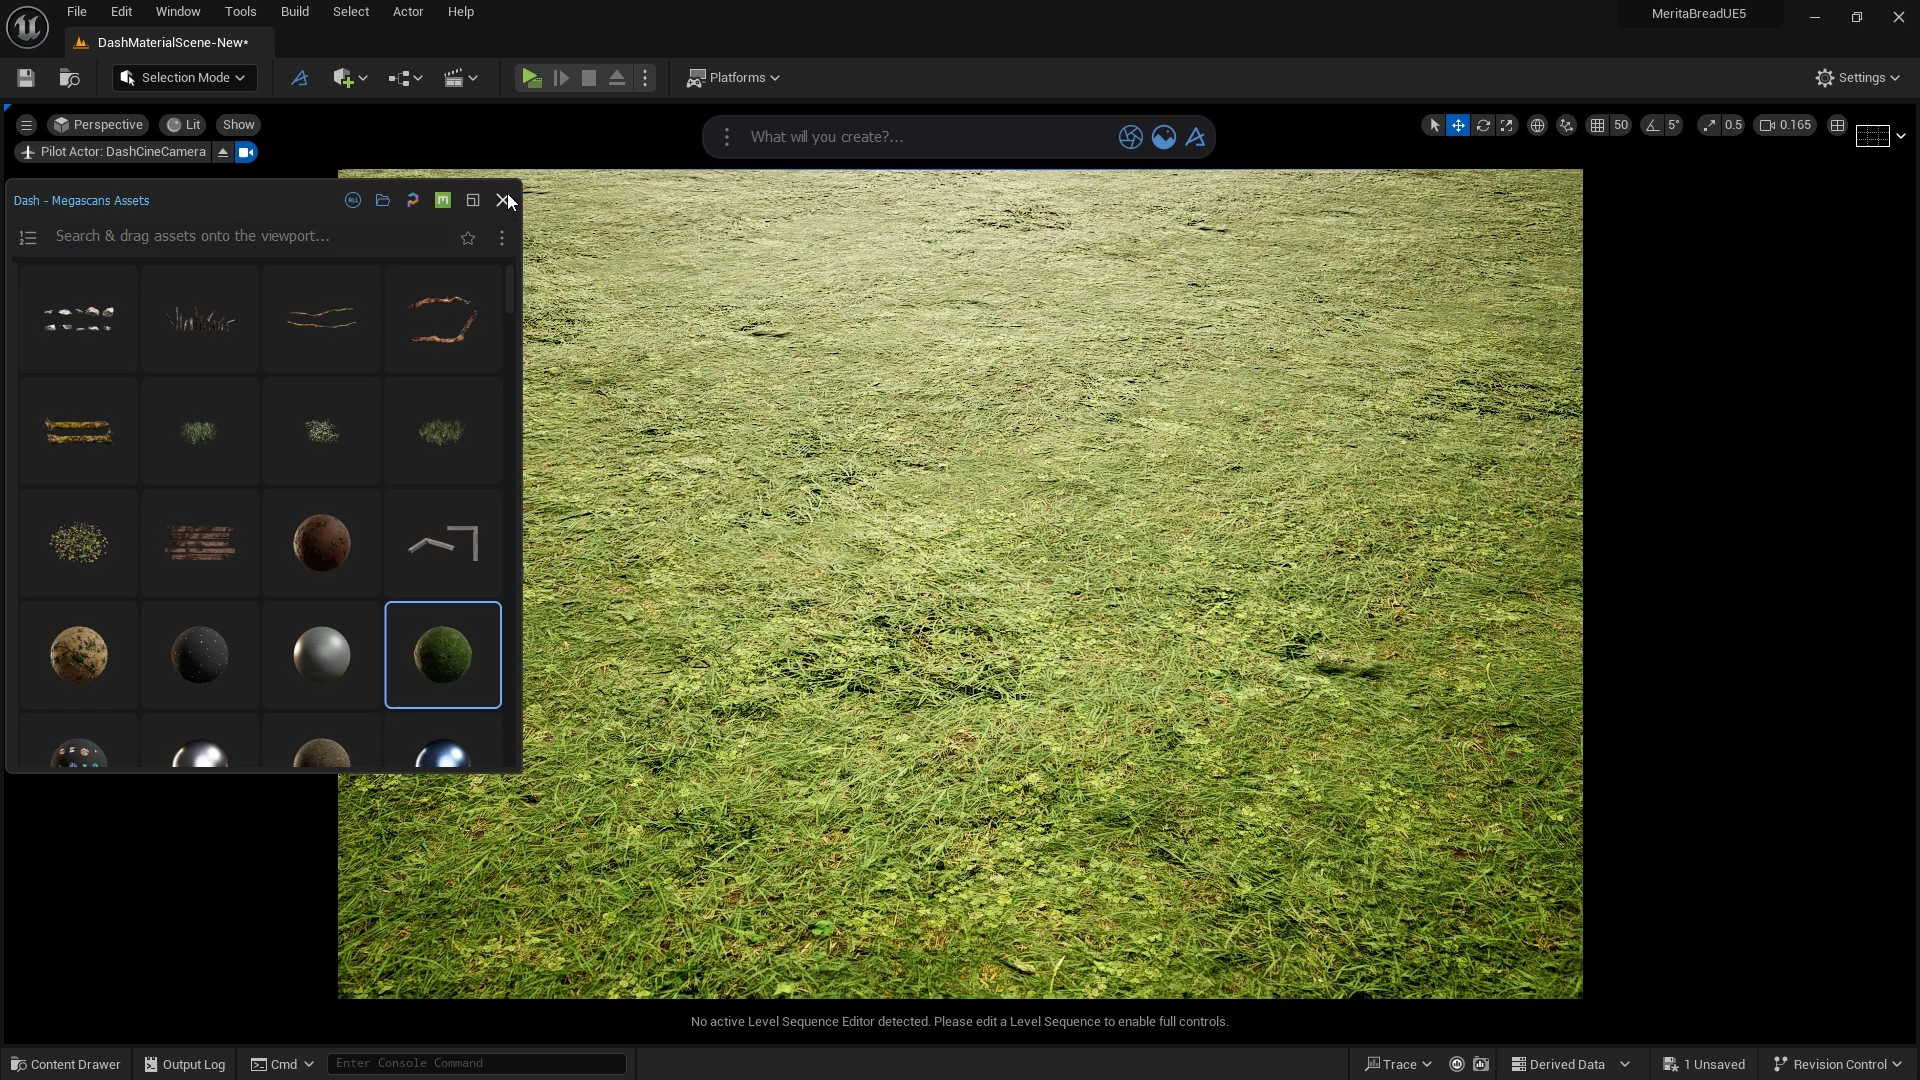 File Edit Window Tools Build Select Actor Help
MeritaBreadUE5
DashMaterialScene-New*
Selection Mode
Platforms
Settings
Perspective Lit Show
What will you create?...
50 5° 0.5 0.165
Pilot Actor: DashCineCamera
Dash - Megascans Assets
ALL
Search & drag assets onto the viewport...
No active Level Sequence Editor detected. Please edit a Level Sequence to enable full controls.
Content Drawer Output Log Cmd Enter Console Command Trace Derived Data 1 Unsaved Revision Control